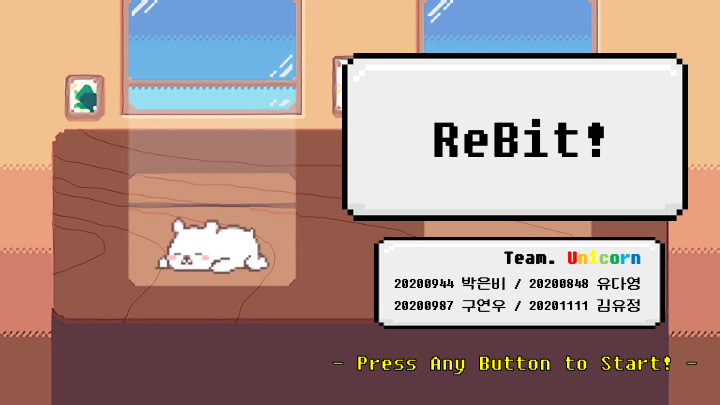 ReBit!
Team. Unicorn
20200944 박은비 / 20200848 유다영
20200987 구연우 / 20201111 김유정
- Press Any Button to Start! -